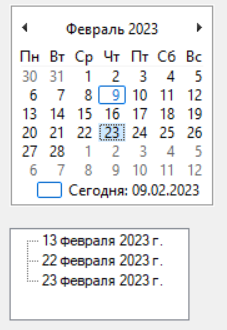 Февраль 2023
Пн Вт Ср Чт Пт Сб Вс
30 31 1 2 3 4 5
6 7 8 9 10 11 12
13 14 15 16 17 18 19
20 21 22 23 24 25 26
27 28 1 2 3 4 5
6 7 8 9 10 11 12
Сегодня: 09.02.2023
13 февраля 2023 г.
22 февраля 2023 г.
23 февраля 2023 г.